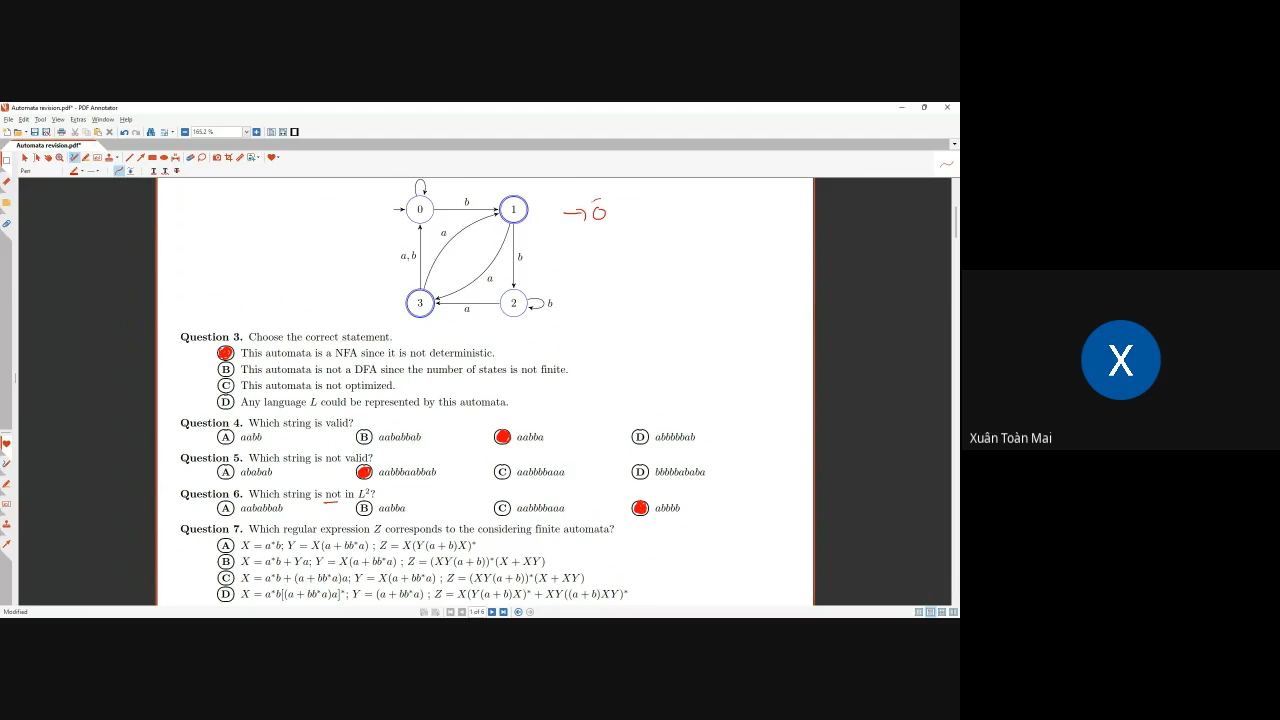 Automata revision.pdf* - PDF Annotator
File Edit Tool View Extras Window Help
165.2 %
Automata revision.pdf*
Pen
0 b 1 → 0
a
a, b b
a
3 a 2 b
Question 3. Choose the correct statement.
This automata is a NFA since it is not deterministic.
B This automata is not a DFA since the number of states is not finite.
C This automata is not optimized.
D Any language L could be represented by this automata.
Question 4. Which string is valid?
A aabb B aababbab aabba D abbbbbab
Question 5. Which string is not valid?
A ababab aabbbaabbab C aabbbbaaa D bbbbbababa
Question 6. Which string is not in L²?
A aababbab B aabba C aabbbbaaa abbbb
Question 7. Which regular expression Z corresponds to the considering finite automata?
A X = a*b; Y = X(a + bb*a) ; Z = X(Y(a + b)X)*
B X = a*b + Ya; Y = X(a + bb*a) ; Z = (XY(a + b))*(X + XY)
C X = a*b + (a + bb*a)a; Y = X(a + bb*a) ; Z = (XY(a + b))*(X + XY)
D X = a*b[(a + bb*a)a]*; Y = (a + bb*a) ; Z = X(Y(a + b)X)* + XY((a + b)XY)*
Modified 1 of 6
X
Xuân Toàn Mai